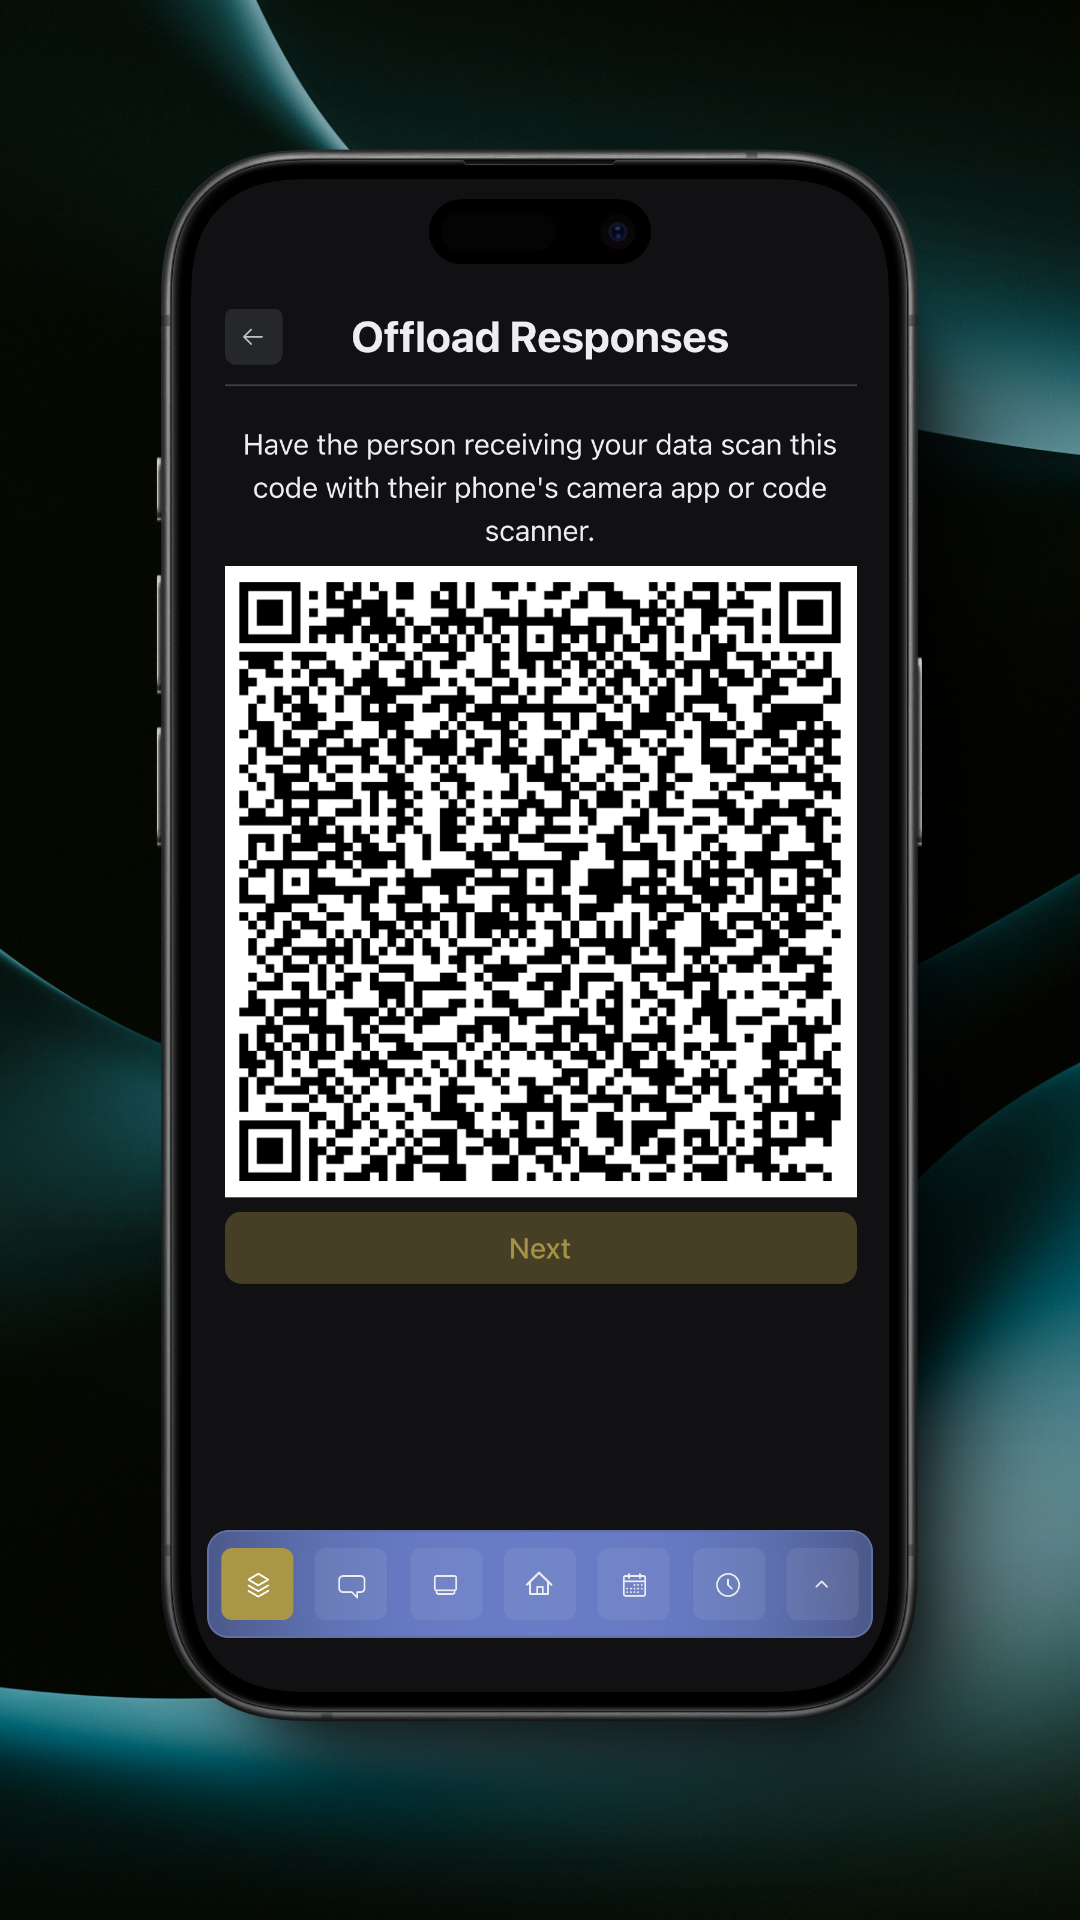 Offload Responses
Have the person receiving your data scan this
code with their phone's camera app or code
scanner.
Next